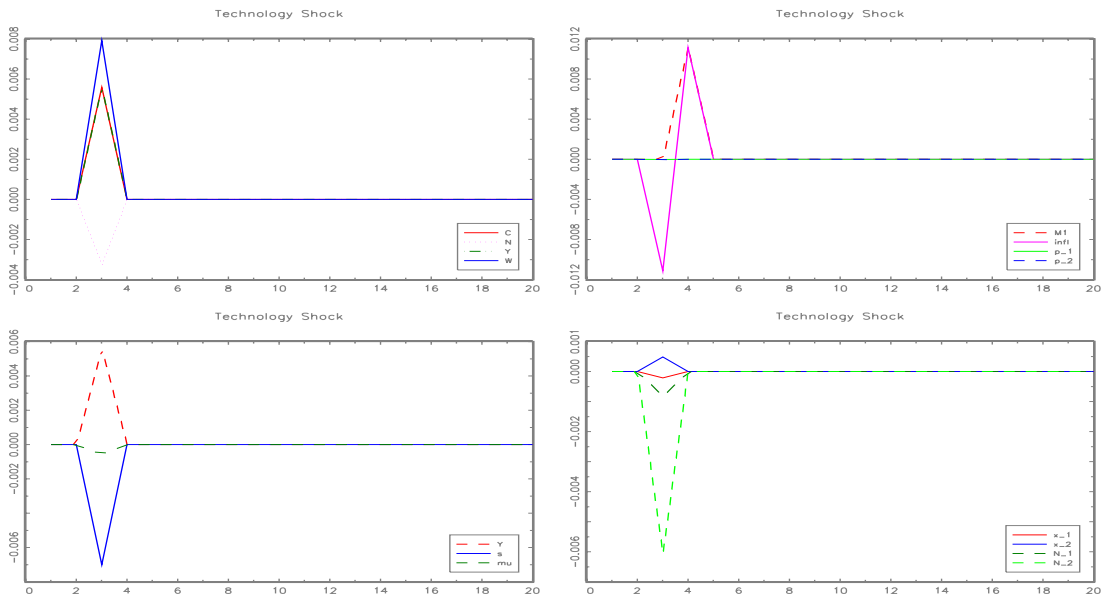 Technology Shock
0.008
0.006
0.004
0.002
0.000
-0.002
-0.004
C
N
Y
W
0 2 4 6 8 10 12 14 16 18 20
Technology Shock
0.012
0.008
0.004
0.000
-0.004
-0.008
-0.012
M1
infl
p_1
p_2
0 2 4 6 8 10 12 14 16 18 20
Technology Shock
0.006
0.004
0.002
0.000
-0.002
-0.004
-0.006
Y
s
mu
0 2 4 6 8 10 12 14 16 18 20
Technology Shock
0.001
0.000
-0.002
-0.004
-0.006
x_1
x_2
N_1
N_2
0 2 4 6 8 10 12 14 16 18 20